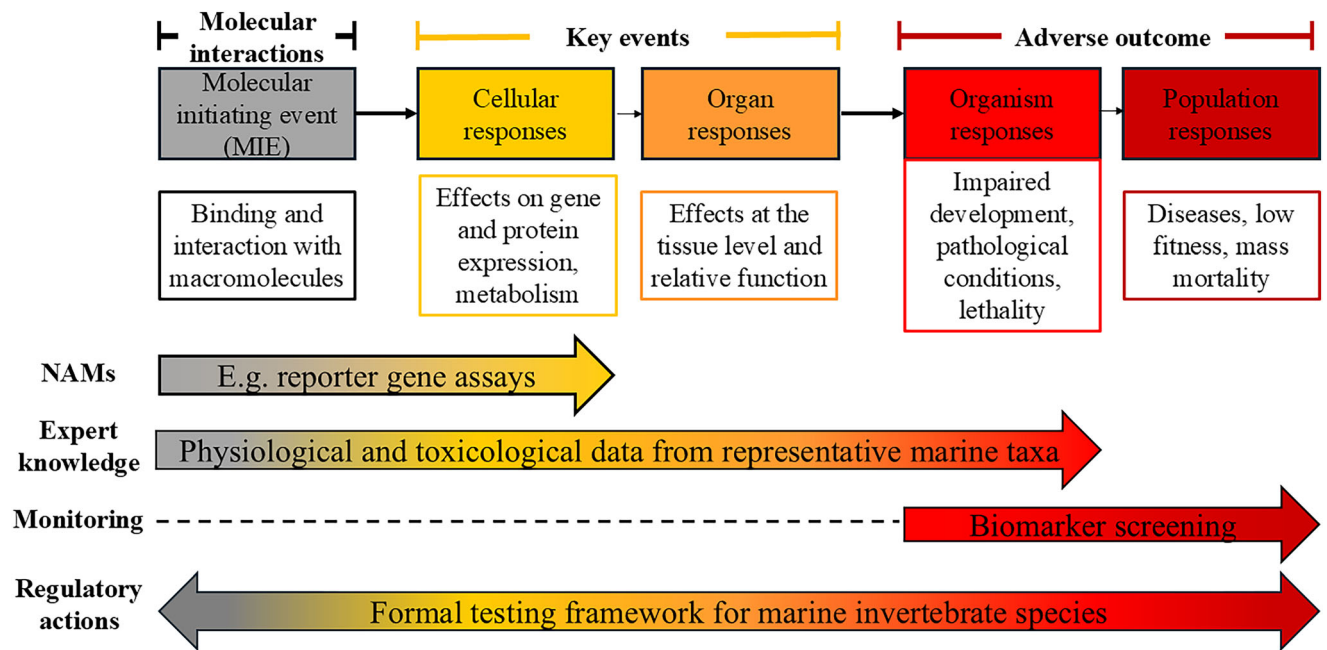 Molecular
interactions
Key events
Adverse outcome
Molecular
initiating event
(MIE)
Cellular
responses
Organ
responses
Organism
responses
Population
responses
Binding and
interaction with
macromolecules
Effects on gene
and protein
expression,
metabolism
Effects at the
tissue level and
relative function
Impaired
development,
pathological
conditions,
lethality
Diseases, low
fitness, mass
mortality
NAMs
E.g. reporter gene assays
Expert
knowledge
Physiological and toxicological data from representative marine taxa
Monitoring
Biomarker screening
Regulatory
actions
Formal testing framework for marine invertebrate species